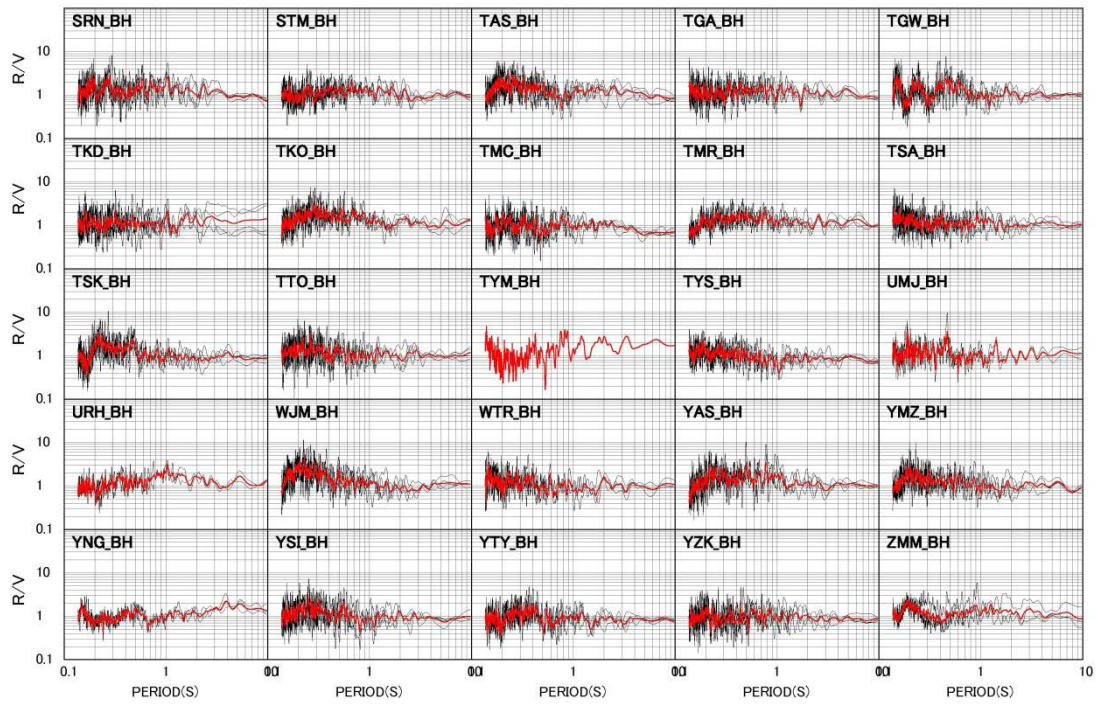 SRN_BH STM_BH TAS_BH TGA_BH TGW_BH
10
R/V
1
0.1
TKD_BH TKO_BH TMC_BH TMR_BH TSA_BH
10
R/V
1
0.1
TSK_BH TTO_BH TYM_BH TYS_BH UMJ_BH
10
R/V
1
0.1
URH_BH WJM_BH WTR_BH YAS_BH YMZ_BH
10
R/V
1
0.1
YNG_BH YSI_BH YTY_BH YZK_BH ZMM_BH
10
R/V
1
0.1
0.1 1 1 1 1 1 10
PERIOD(S) PERIOD(S) PERIOD(S) PERIOD(S) PERIOD(S)